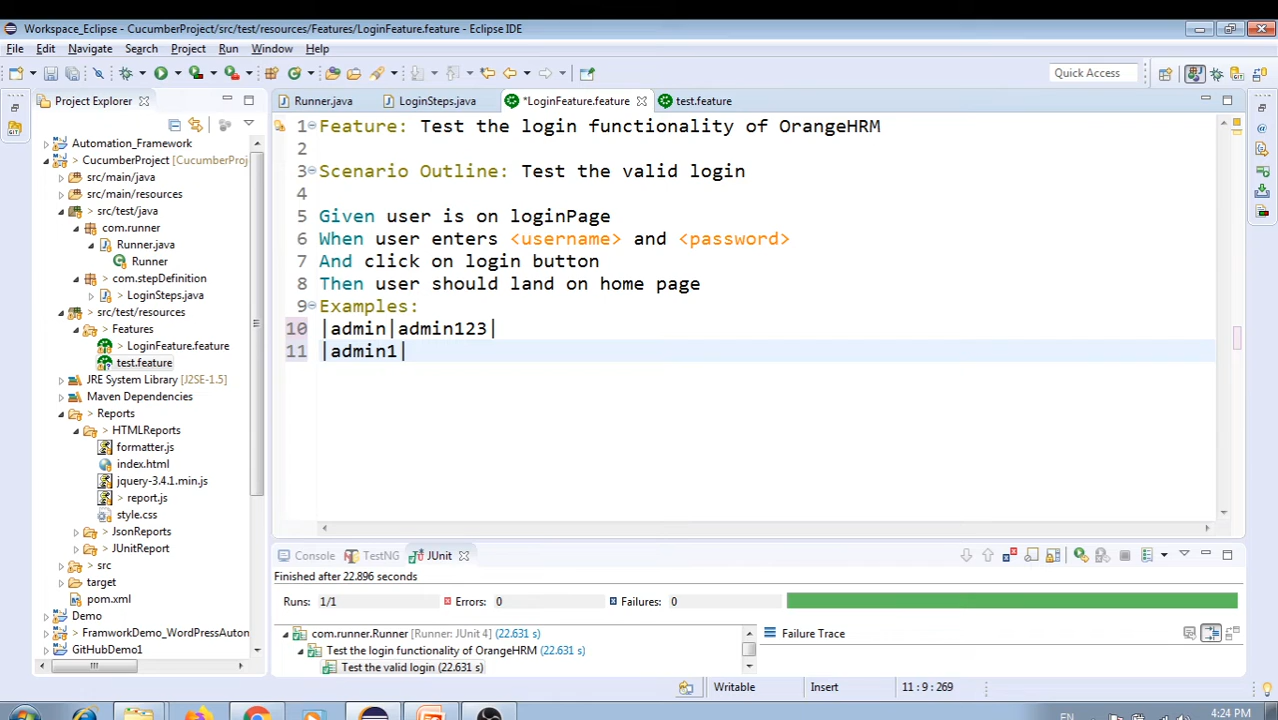 Workspace_Eclipse - CucumberProject/src/test/resources/Features/LoginFeature.feature - Eclipse IDE
File Edit Navigate Search Project Run Window Help
Quick Access
Project Explorer
Runner.java LoginSteps.java *LoginFeature.feature test.feature
Automation_Framework
CucumberProject [CucumberProj
src/main/java
src/main/resources
src/test/java
com.runner
Runner.java
Runner
com.stepDefinition
LoginSteps.java
src/test/resources
Features
LoginFeature.feature
test.feature
JRE System Library [J2SE-1.5]
Maven Dependencies
> Reports
> HTMLReports
formatter.js
index.html
jquery-3.4.1.min.js
> report.js
style.css
> JsonReports
> JUnitReport
> src
target
pom.xml
Demo
> FramworkDemo_WordPressAuton
GitHubDemo1
1 Feature: Test the login functionality of OrangeHRM
2
3 Scenario Outline: Test the valid login
4
5 Given user is on loginPage
6 When user enters <username> and <password>
7 And click on login button
8 Then user should land on home page
9 Examples:
10 |admin|admin123|
11 |admin1|
Console TestNG JUnit
Finished after 22.896 seconds
Runs: 1/1 Errors: 0 Failures: 0
com.runner.Runner [Runner: JUnit 4] (22.631 s)
Test the login functionality of OrangeHRM (22.631 s)
Test the valid login (22.631 s)
Failure Trace
Writable Insert 11 : 9 : 269
EN 4:24 PM